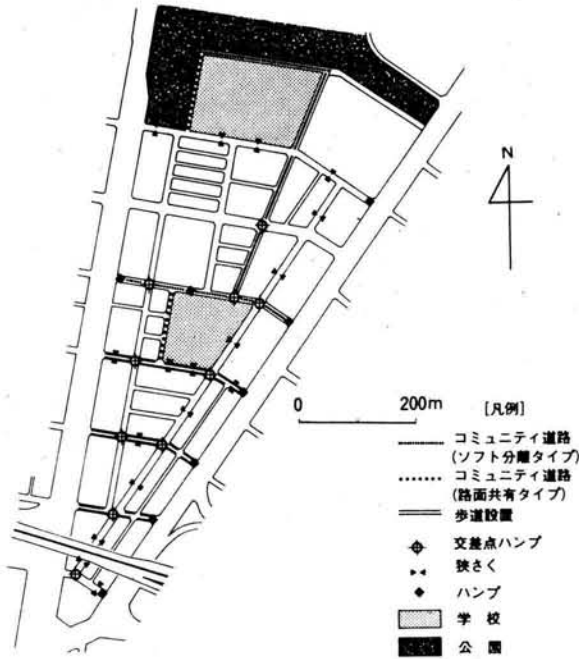 N
0 200m
[凡例]
コミュニティ道路
(ソフト分離タイプ)
コミュニティ道路
(路面共有タイプ)
歩道設置
交差点ハンプ
狭さく
ハンプ
学 校
公 園